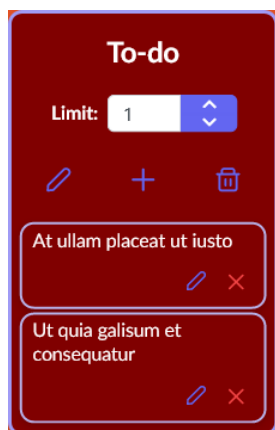 To-do
Limit: 1
At ullam placeat ut iusto
Ut quia galisum et
consequatur